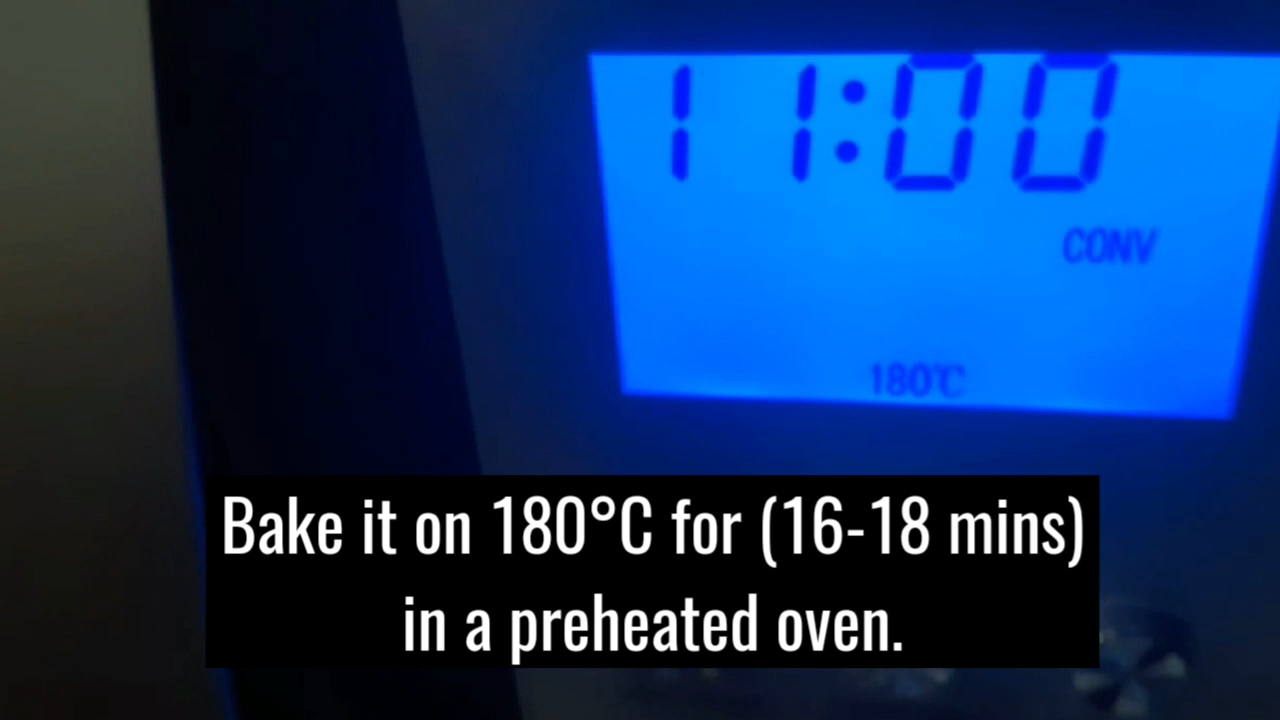 11:00
CONV
180℃
Bake it on 180°C for (16-18 mins)
in a preheated oven.